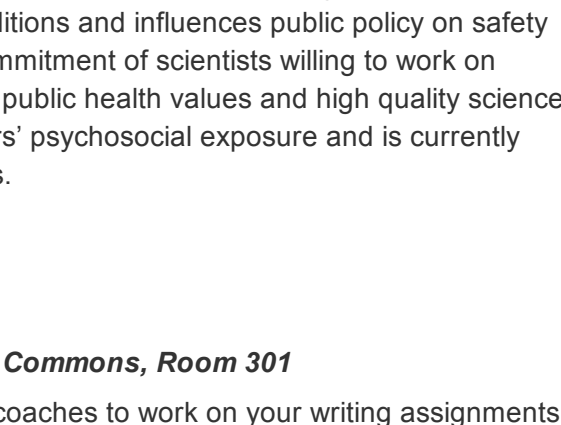 ditions and influences public policy on safety
mmitment of scientists willing to work on
public health values and high quality science
rs’ psychosocial exposure and is currently
s.
Commons, Room 301
coaches to work on your writing assignments